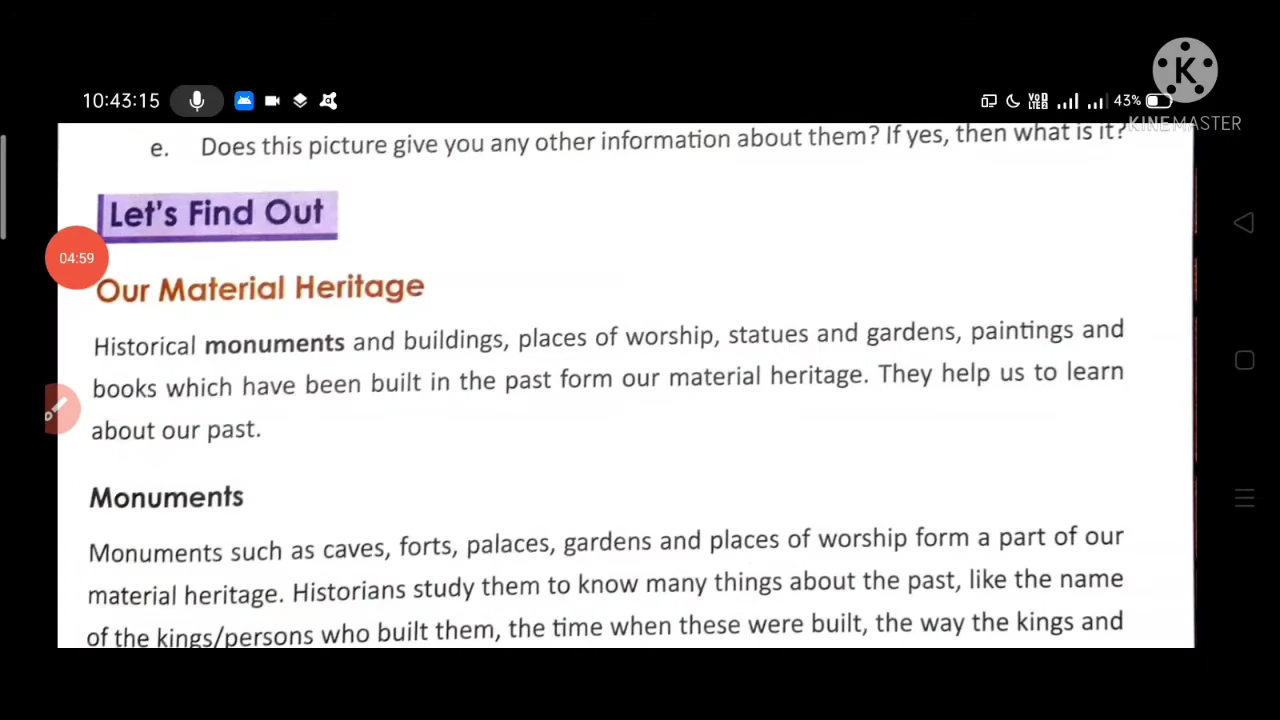 10:43:15
43%
KINEMASTER
e. Does this picture give you any other information about them? If yes, then what is it?
Let's Find Out
04:59
Our Material Heritage
Historical monuments and buildings, places of worship, statues and gardens, paintings and
books which have been built in the past form our material heritage. They help us to learn
about our past.
Monuments
Monuments such as caves, forts, palaces, gardens and places of worship form a part of our
material heritage. Historians study them to know many things about the past, like the name
of the kings/persons who built them, the time when these were built, the way the kings and